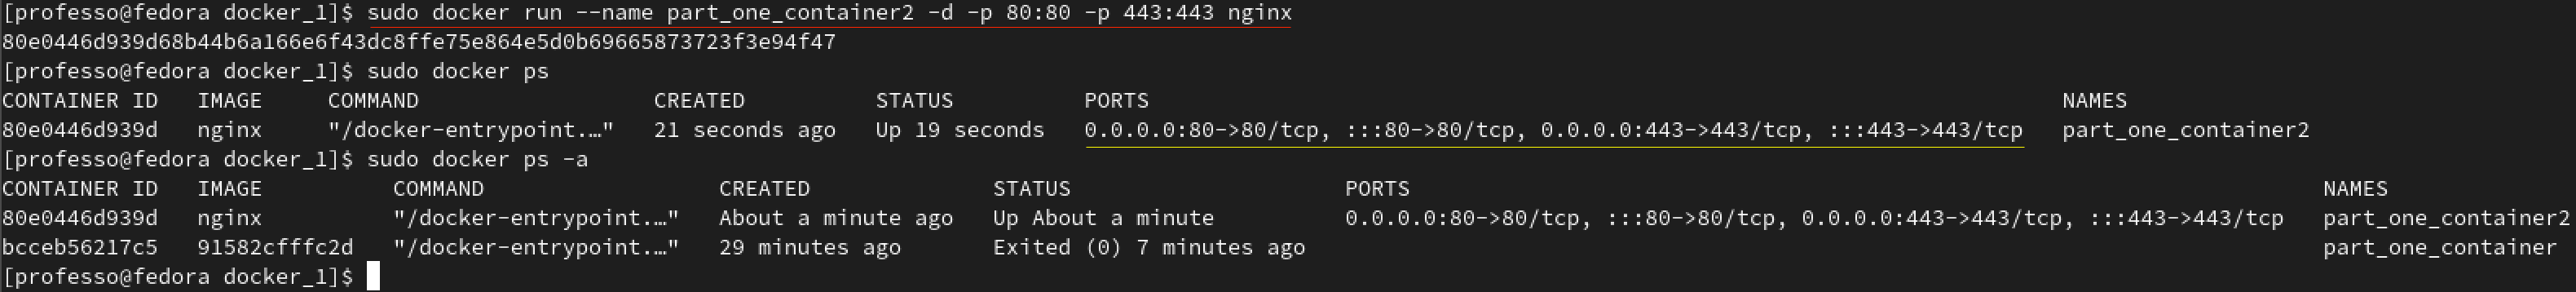 [professo@fedora docker_1]$ sudo docker run --name part_one_container2 -d -p 80:80 -p 443:443 nginx
80e0446d939d68b44b6a166e6f43dc8ffe75e864e5d0b69665873723f3e94f47
[professo@fedora docker_1]$ sudo docker ps
CONTAINER ID   IMAGE     COMMAND                  CREATED          STATUS          PORTS                                                                      NAMES
80e0446d939d   nginx     "/docker-entrypoint.…"   21 seconds ago   Up 19 seconds   0.0.0.0:80->80/tcp, :::80->80/tcp, 0.0.0.0:443->443/tcp, :::443->443/tcp   part_one_container2
[professo@fedora docker_1]$ sudo docker ps -a
CONTAINER ID   IMAGE          COMMAND                  CREATED              STATUS                     PORTS                                                                      NAMES
80e0446d939d   nginx          "/docker-entrypoint.…"   About a minute ago   Up About a minute          0.0.0.0:80->80/tcp, :::80->80/tcp, 0.0.0.0:443->443/tcp, :::443->443/tcp   part_one_container2
bcceb56217c5   91582cfffc2d   "/docker-entrypoint.…"   29 minutes ago       Exited (0) 7 minutes ago                                                                              part_one_container
[professo@fedora docker_1]$